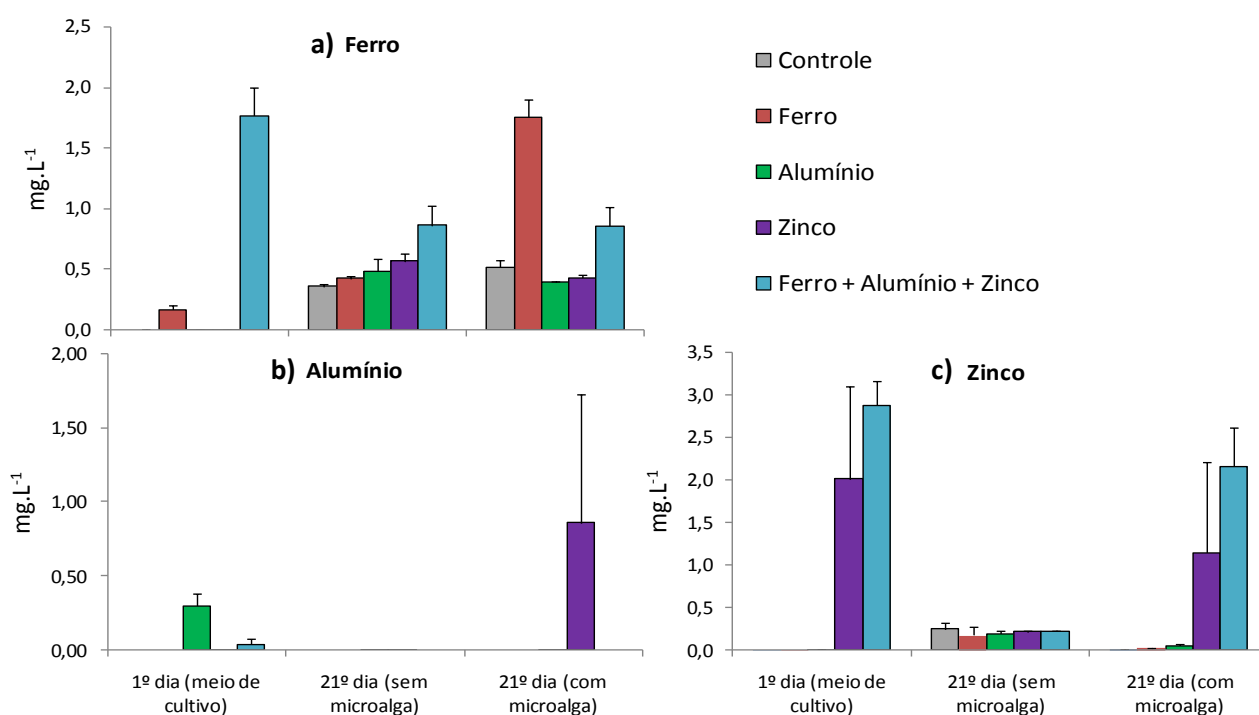 a) Ferro
mg.L-1
2,5
2,0
1,5
1,0
0,5
0,0
Controle
Ferro
Alumínio
Zinco
Ferro + Alumínio + Zinco
b) Alumínio
mg.L-1
2,00
1,50
1,00
0,50
0,00
1º dia (meio de
cultivo)
21º dia (sem
microalga)
21º dia (com
microalga)
c) Zinco
mg.L-1
3,5
3,0
2,5
2,0
1,5
1,0
0,5
0,0
1º dia (meio de
cultivo)
21º dia (sem
microalga)
21º dia (com
microalga)